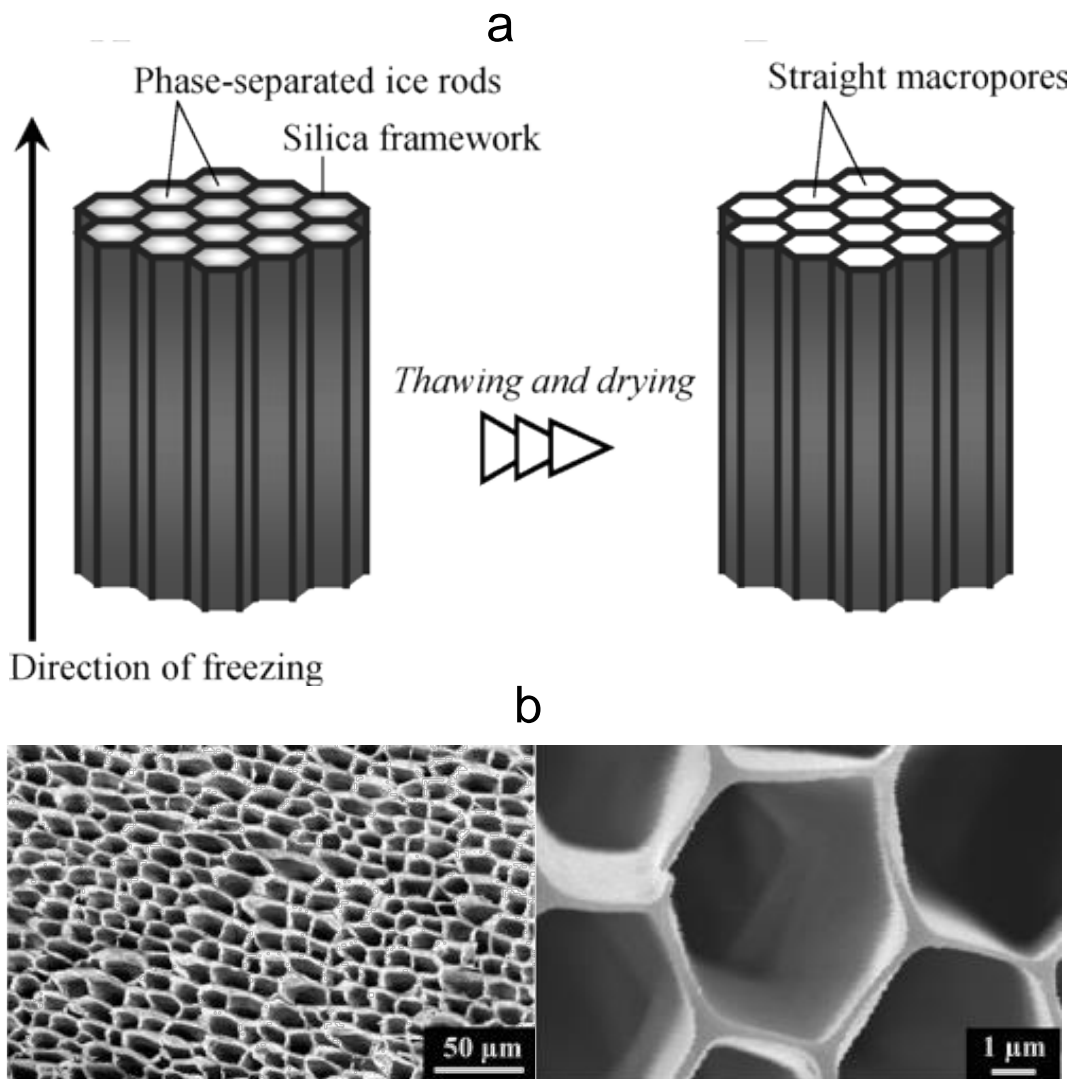 a
Phase-separated ice rods
Silica framework
Straight macropores
Thawing and drying
Direction of freezing
b
50 µm
1 µm